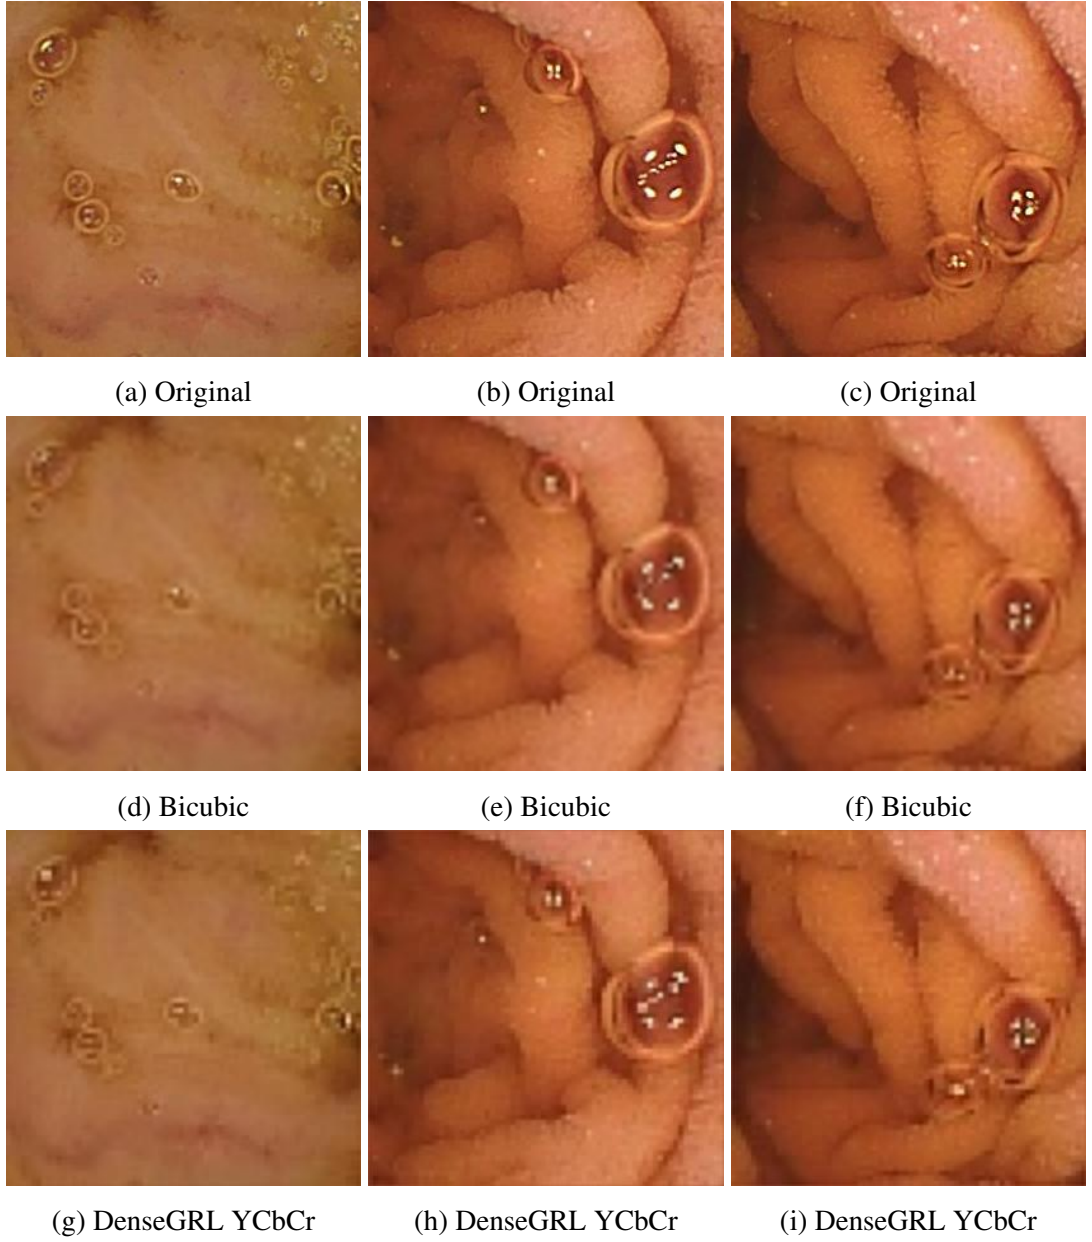 (a) Original
(b) Original
(c) Original
(d) Bicubic
(e) Bicubic
(f) Bicubic
(g) DenseGRL YCbCr
(h) DenseGRL YCbCr
(i) DenseGRL YCbCr